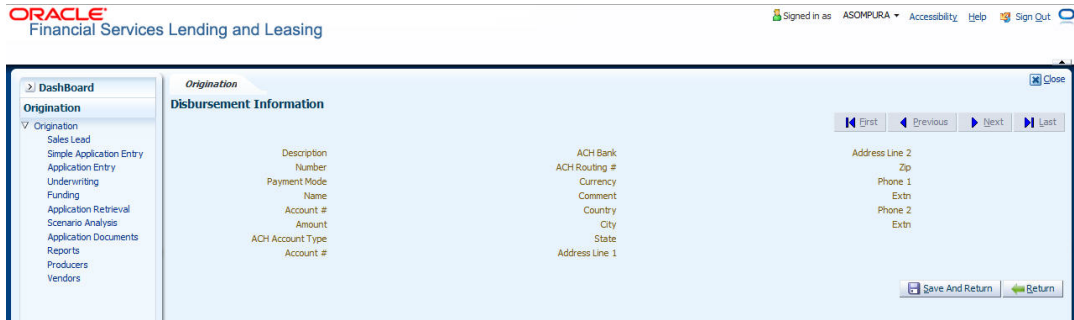 ORACLE®
Financial Services Lending and Leasing
Signed in as ASOMPURA Accessibility Help Sign Out
DashBoard
Origination
Origination
Sales Lead
Simple Application Entry
Application Entry
Underwriting
Funding
Application Retrieval
Scenario Analysis
Application Documents
Reports
Producers
Vendors
Origination
Close
Disbursement Information
First Previous Next Last
Description
Number
Payment Mode
Name
Account #
Amount
ACH Account Type
Account #
ACH Bank
ACH Routing #
Currency
Comment
Country
City
State
Address Line 1
Address Line 2
Zip
Phone 1
Extn
Phone 2
Extn
Save And Return Return